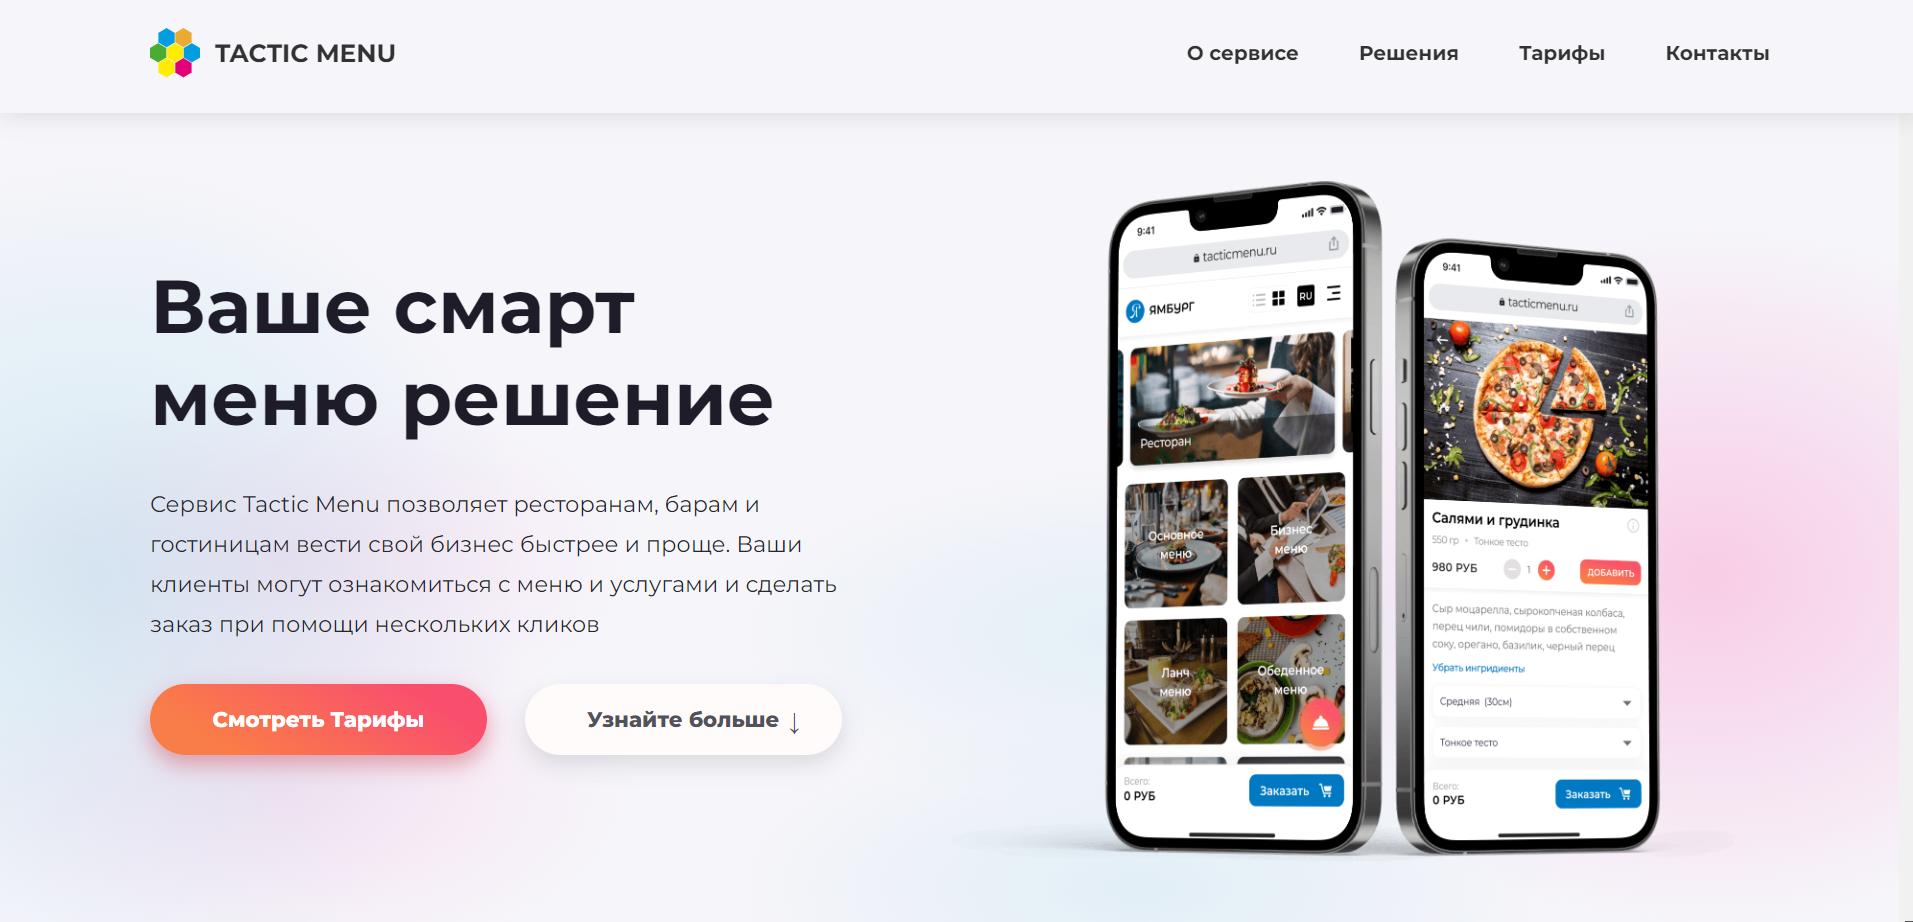 TACTIC MENU
О сервисе
Решения
Тарифы
Контакты
Ваше смарт
меню решение
Сервис Tactic Menu позволяет ресторанам, барам и
гостиницам вести свой бизнес быстрее и проще. Ваши
клиенты могут ознакомиться с меню и услугами и сделать
заказ при помощи нескольких кликов
Смотреть Тарифы
Узнайте больше ↓
9:41
tacticmenu.ru
Я ЯМБУРГ
RU
Ресторан
Основное
меню
Бизнес
меню
Ланч
меню
Обеденное
меню
Всего:
0 РУБ
Заказать
9:41
tacticmenu.ru
Салями и грудинка
550 гр • Тонкое тесто
980 РУБ
− 1 +
ДОБАВИТЬ
Сыр моцарелла, сырокопченая колбаса,
перец чили, помидоры в собственном
соку, орегано, базилик, черный перец
Убрать ингридиенты
Средняя (30см)
Тонкое тесто
Всего:
0 РУБ
Заказать